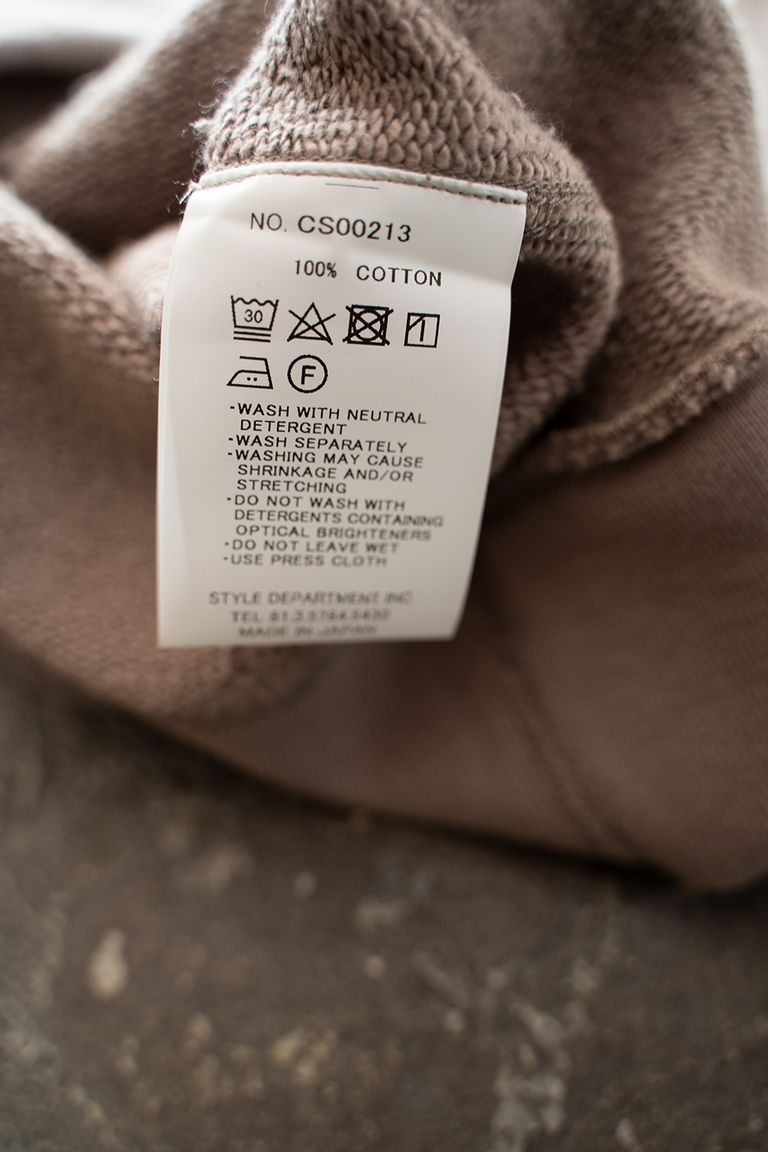 NO. CS00213
100% COTTON
30
1
F
-WASH WITH NEUTRAL
DETERGENT
-WASH SEPARATELY
-WASHING MAY CAUSE
SHRINKAGE AND/OR
STRETCHING
-DO NOT WASH WITH
DETERGENTS CONTAINING
OPTICAL BRIGHTENERS
-DO NOT LEAVE WET
-USE PRESS CLOTH
STYLE DEPARTMENT.INC
TEL
MADE IN JAPAN